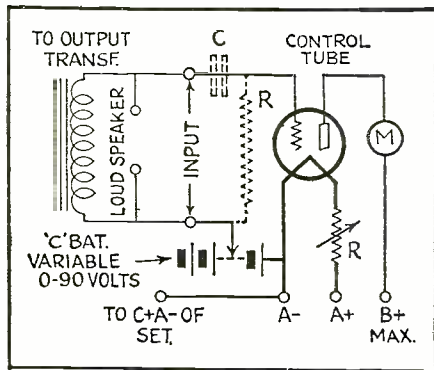 TO OUTPUT
TRANSF.
C
CONTROL
TUBE
LOUD SPEAKER
INPUT
R
M
'C' BAT.
VARIABLE
0-90 VOLTS
R
TO C+A- OF
SET.
A-
A+
B+
MAX.